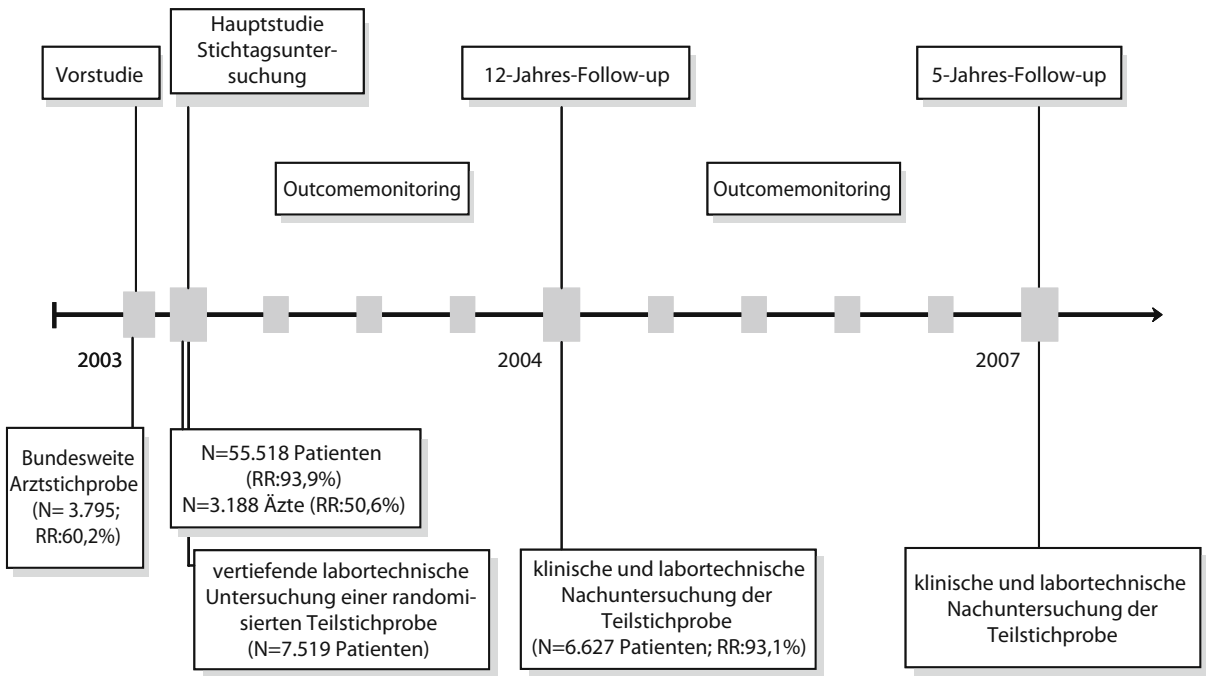 Hauptstudie
Stichtagsunter-
suchung
Vorstudie
12-Jahres-Follow-up
5-Jahres-Follow-up
Outcomemonitoring
Outcomemonitoring
2003
2004
2007
Bundesweite
Arztstichprobe
(N= 3.795;
RR:60,2%)
N=55.518 Patienten
(RR:93,9%)
N=3.188 Äzte (RR:50,6%)
vertiefende labortechnische
Untersuchung einer randomi-
sierten Teilstichprobe
(N=7.519 Patienten)
klinische und labortechnische
Nachuntersuchung der
Teilstichprobe
(N=6.627 Patienten; RR:93,1%)
klinische und labortechnische
Nachuntersuchung der
Teilstichprobe